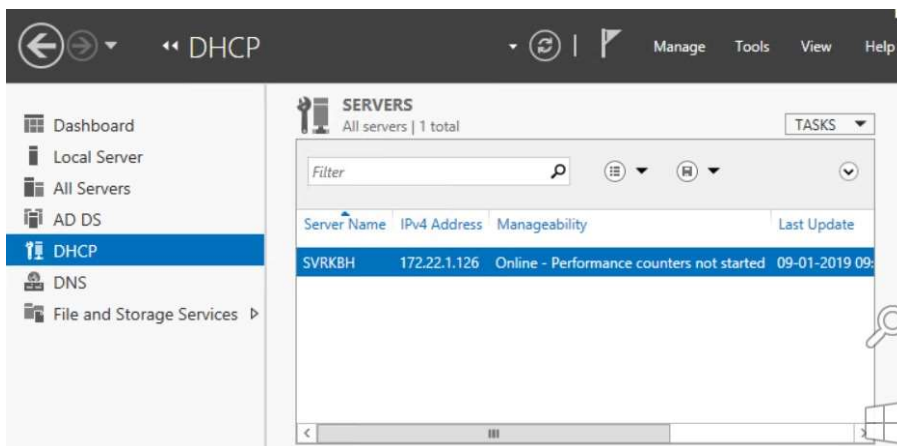 DHCP
Manage Tools View Help
Dashboard
Local Server
All Servers
AD DS
DHCP
DNS
File and Storage Services
SERVERS
All servers | 1 total
TASKS
Filter
Server Name IPv4 Address Manageability Last Update
SVRKBH 172.22.1.126 Online - Performance counters not started 09-01-2019 09: